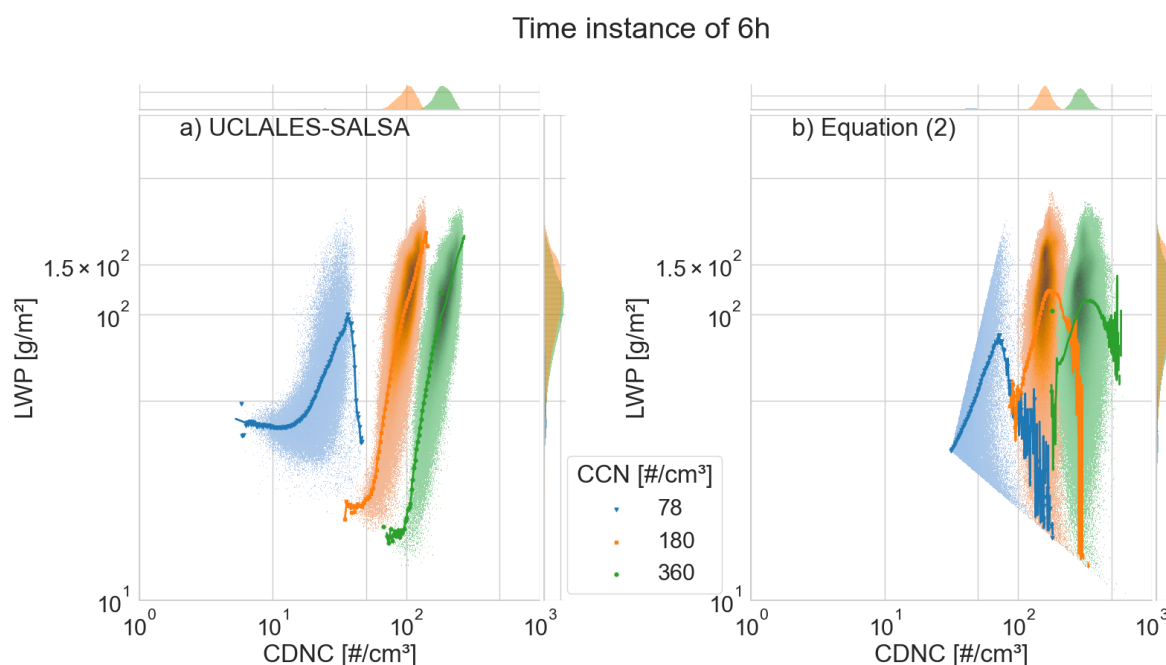 Time instance of 6h
a) UCLALES-SALSA
b) Equation (2)
LWP [g/m²]
1.5 × 10²
10²
10¹
10⁰
10¹
10²
10³
CDNC [#/cm³]
CCN [#/cm³]
78
180
360
LWP [g/m²]
1.5 × 10²
10²
10¹
10⁰
10¹
10²
10³
CDNC [#/cm³]